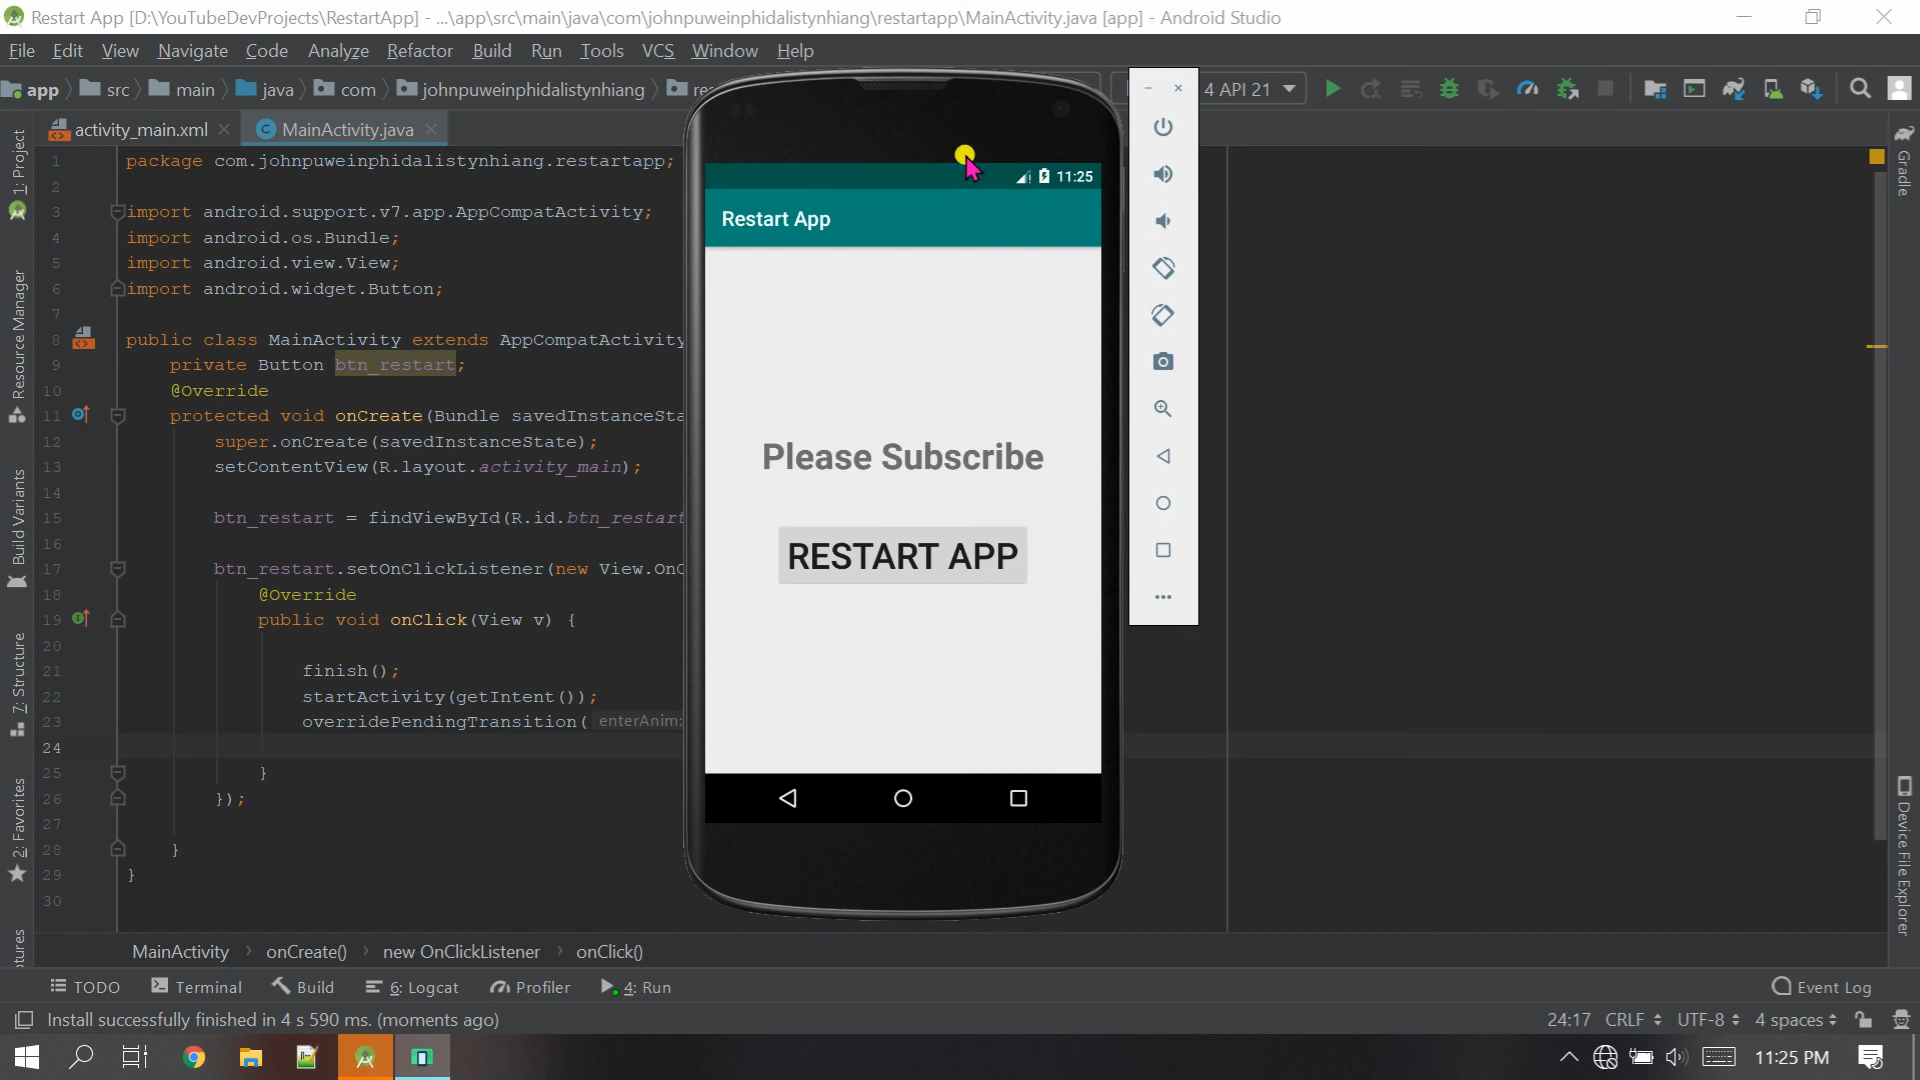 Restart App [D:\YouTubeDevProjects\RestartApp] - ...\app\src\main\java\com\johnpuweinphidalistynhiang\restartapp\MainActivity.java [app] - Android Studio
File Edit View Navigate Code Analyze Refactor Build Run Tools VCS Window Help
app src main java com johnpuweinphidalistynhiang res 4 API 21
activity_main.xml MainActivity.java
1: Project
Resource Manager
Build Variants
7: Structure
2: Favorites
1 package com.johnpuweinphidalistynhiang.restartapp;
2
3 import android.support.v7.app.AppCompatActivity;
4 import android.os.Bundle;
5 import android.view.View;
6 import android.widget.Button;
7
8 public class MainActivity extends AppCompatActivity
9 private Button btn_restart;
10 @Override
11 protected void onCreate(Bundle savedInstanceSta
12 super.onCreate(savedInstanceState);
13 setContentView(R.layout.activity_main);
14
15 btn_restart = findViewById(R.id.btn_restart
16
17 btn_restart.setOnClickListener(new View.OnC
18 @Override
19 public void onClick(View v) {
20
21 finish();
22 startActivity(getIntent());
23 overridePendingTransition( enterAnim:
24
25 }
26 });
27
28 }
29 }
30
11:25
Restart App
Please Subscribe
RESTART APP
Gradle
Device File Explorer
MainActivity onCreate() new OnClickListener onClick()
TODO Terminal Build 6: Logcat Profiler 4: Run Event Log
Install successfully finished in 4 s 590 ms. (moments ago) 24:17 CRLF UTF-8 4 spaces
11:25 PM